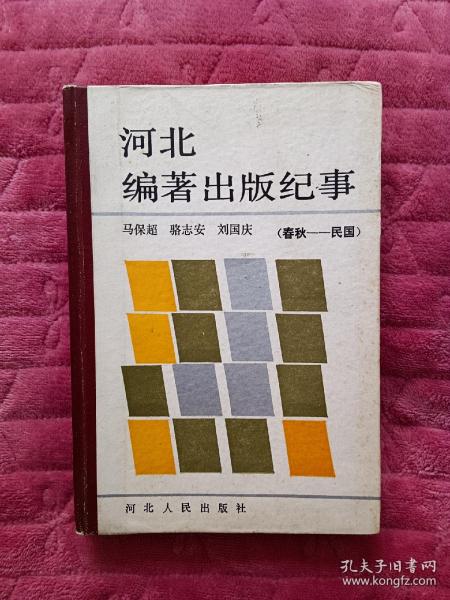 河北
编著出版纪事
马保超 骆志安 刘国庆 (春秋——民国)
河北人民出版社
孔夫子旧书网
www.kongfz.com